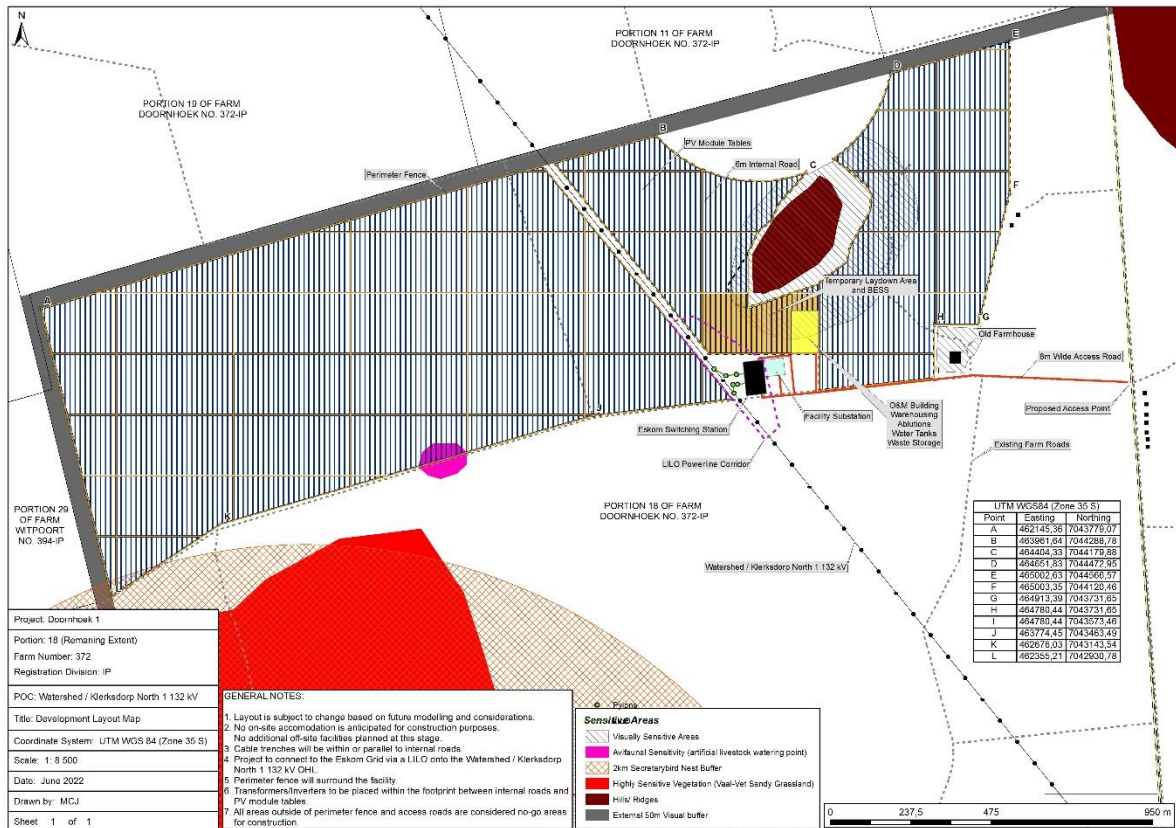 N
PORTION 11 OF FARM
DOORNHOEK NO. 372-IP
E
D
PORTION 19 OF FARM
DOORNHOEK NO. 372-IP
B
PV Module Tables
6m Internal Road
C
Perimeter Fence
F
A
Temporary Laydown Area
and BESS
H
G
Old Farmhouse
I
8m Wide Access Road
Proposed Access Point
J
Eskom Switching Station
Facility Substation
O&M Building
Warehousing
Ablutions
Water Tanks
Waste Storage
LILO Powerline Corridor
Existing Farm Roads
K
PORTION 29
OF FARM
WITPOORT
NO. 394-IP
PORTION 18 OF FARM
DOORNHOEK NO. 372-IP
Watershed / Klerksdorp North 1 132 kV
L
UTM WGS84 (Zone 35 S)
Point Easting Northing
A 462145,36 7043779,07
B 463961,64 7044288,78
C 464404,33 7044179,88
D 464651,83 7044472,95
E 465002,63 7044566,57
F 465003,35 7044120,46
G 464913,39 7043731,65
H 464780,44 7043731,65
I 464780,44 7043573,46
J 463774,45 7043463,49
K 462676,03 7043143,54
L 462355,21 7042930,78
Project: Doornhoek 1
Portion: 18 (Remaning Extent)
Farm Number: 372
Registration Division: IP
POC: Watershed / Klerksdorp North 1 132 kV
Title: Development Layout Map
Coordinate System: UTM WGS 84 (Zone 35 S)
Scale: 1: 8 500
Date: June 2022
Drawn by: MCJ
Sheet 1 of 1
GENERAL NOTES:
1. Layout is subject to change based on future modelling and considerations.
2. No on-site accomodation is anticipated for construction purposes.
No additional off-site facilities planned at this stage.
3. Cable trenches will be within or parallel to internal roads.
4. Project to connect to the Eskom Grid via a LILO onto the Watershed / Klerksdorp
North 1 132 kV OHL.
5. Perimeter fence will surround the facility.
6. Transformers/Inverters to be placed within the footprint between internal roads and
PV module tables.
7. All areas outside of perimeter fence and access roads are considered no-go areas
for construction.
Pylons
Sensitive Areas
Visually Sensitive Areas
Avifaunal Sensitivity (artificial livestock watering point)
2km Secretarybird Nest Buffer
Highly Sensitive Vegetation (Vaal-Vet Sandy Grassland)
Hills/ Ridges
External 50m Visual buffer
0 237,5 475 950 m